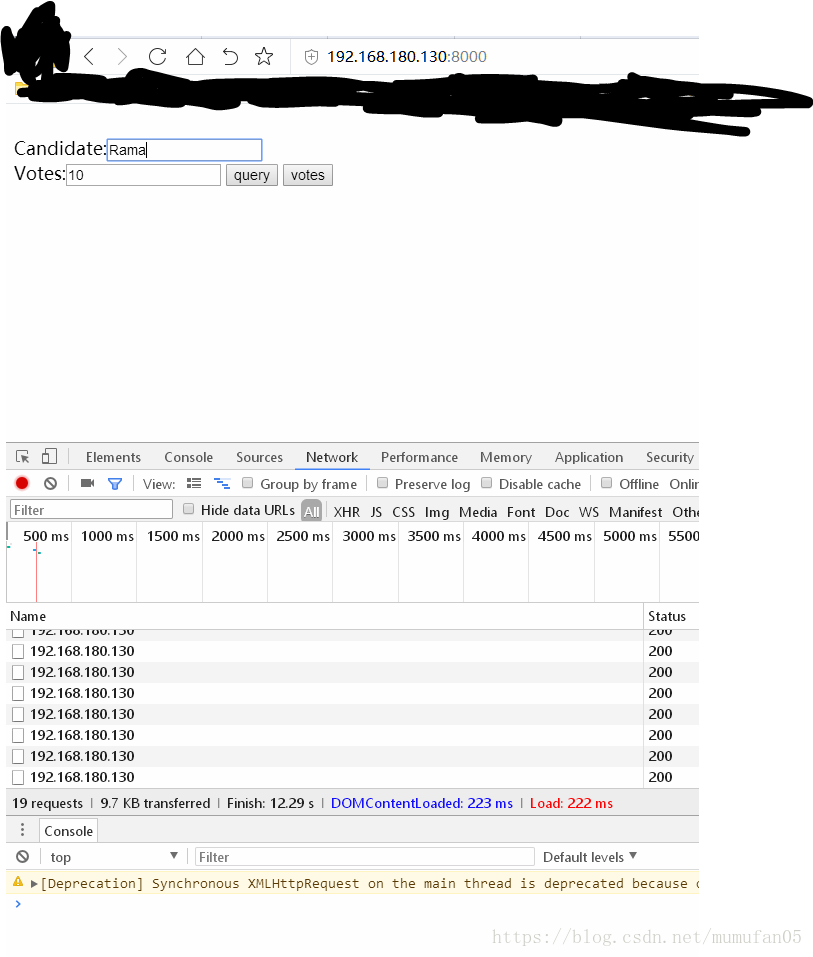 192.168.180.130:8000
Candidate:Rama
Votes:10 query votes
Elements Console Sources Network Performance Memory Application Security
View: Group by frame Preserve log Disable cache Offline Onlin
Filter Hide data URLs All XHR JS CSS Img Media Font Doc WS Manifest Othe
500 ms 1000 ms 1500 ms 2000 ms 2500 ms 3000 ms 3500 ms 4000 ms 4500 ms 5000 ms 5500
Name Status
192.168.180.130 200
192.168.180.130 200
192.168.180.130 200
192.168.180.130 200
192.168.180.130 200
192.168.180.130 200
192.168.180.130 200
192.168.180.130 200
19 requests | 9.7 KB transferred | Finish: 12.29 s | DOMContentLoaded: 223 ms | Load: 222 ms
Console
top Filter Default levels
[Deprecation] Synchronous XMLHttpRequest on the main thread is deprecated because o
https://blog.csdn.net/mumufan05